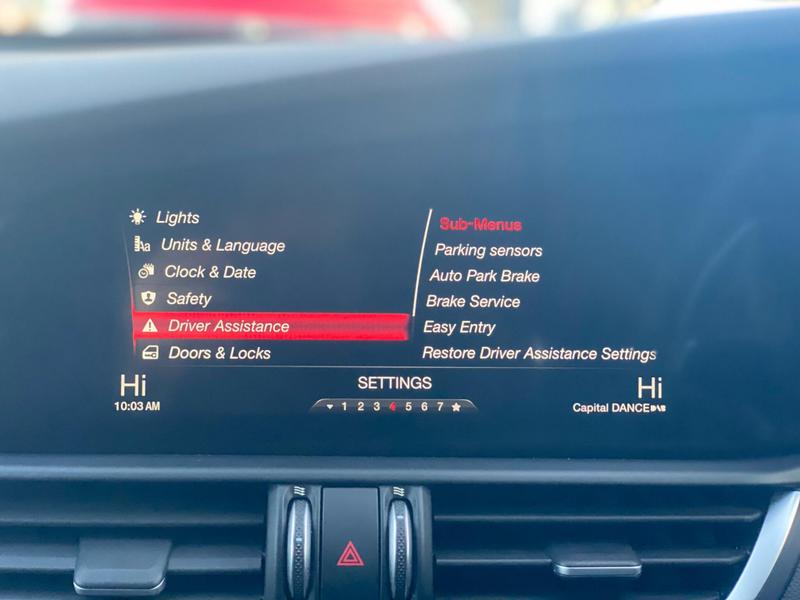 Lights
Units & Language
Clock & Date
Safety
Driver Assistance
Doors & Locks
Sub-Menus
Parking sensors
Auto Park Brake
Brake Service
Easy Entry
Restore Driver Assistance Settings
Hi
SETTINGS
Hi
10:03 AM
1 2 3 4 5 6 7
Capital DANCE DAB